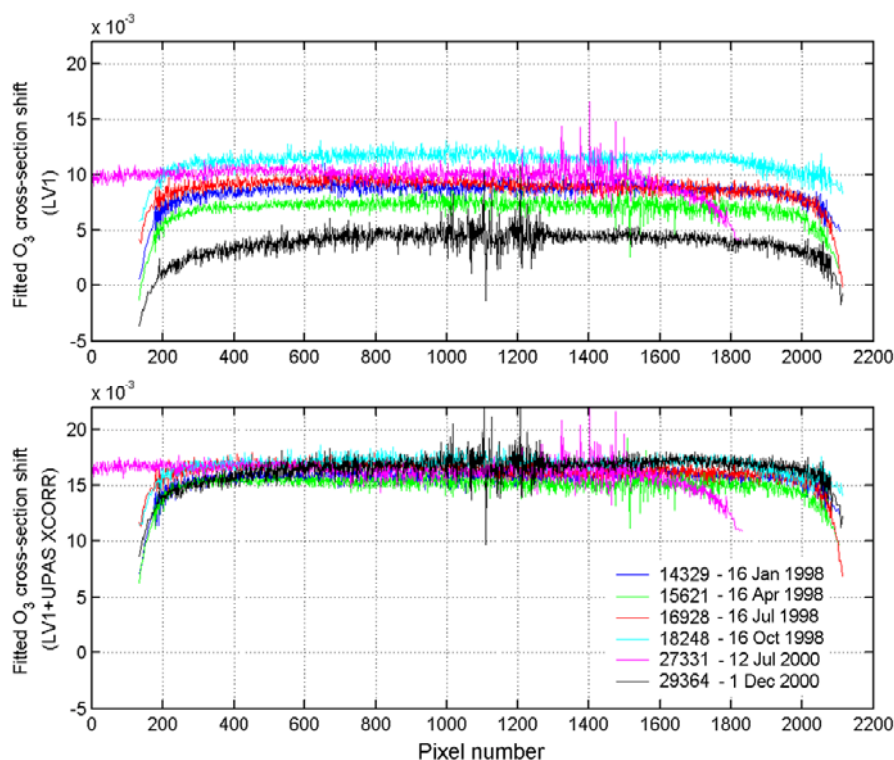 x 10-3
20
15
10
5
0
-5
Fitted O3 cross-section shift
(LV1)
0 200 400 600 800 1000 1200 1400 1600 1800 2000 2200
x 10-3
20
15
10
5
0
-5
Fitted O3 cross-section shift
(LV1+UPAS XCORR)
14329 - 16 Jan 1998
15621 - 16 Apr 1998
16928 - 16 Jul 1998
18248 - 16 Oct 1998
27331 - 12 Jul 2000
29364 - 1 Dec 2000
0 200 400 600 800 1000 1200 1400 1600 1800 2000 2200
Pixel number